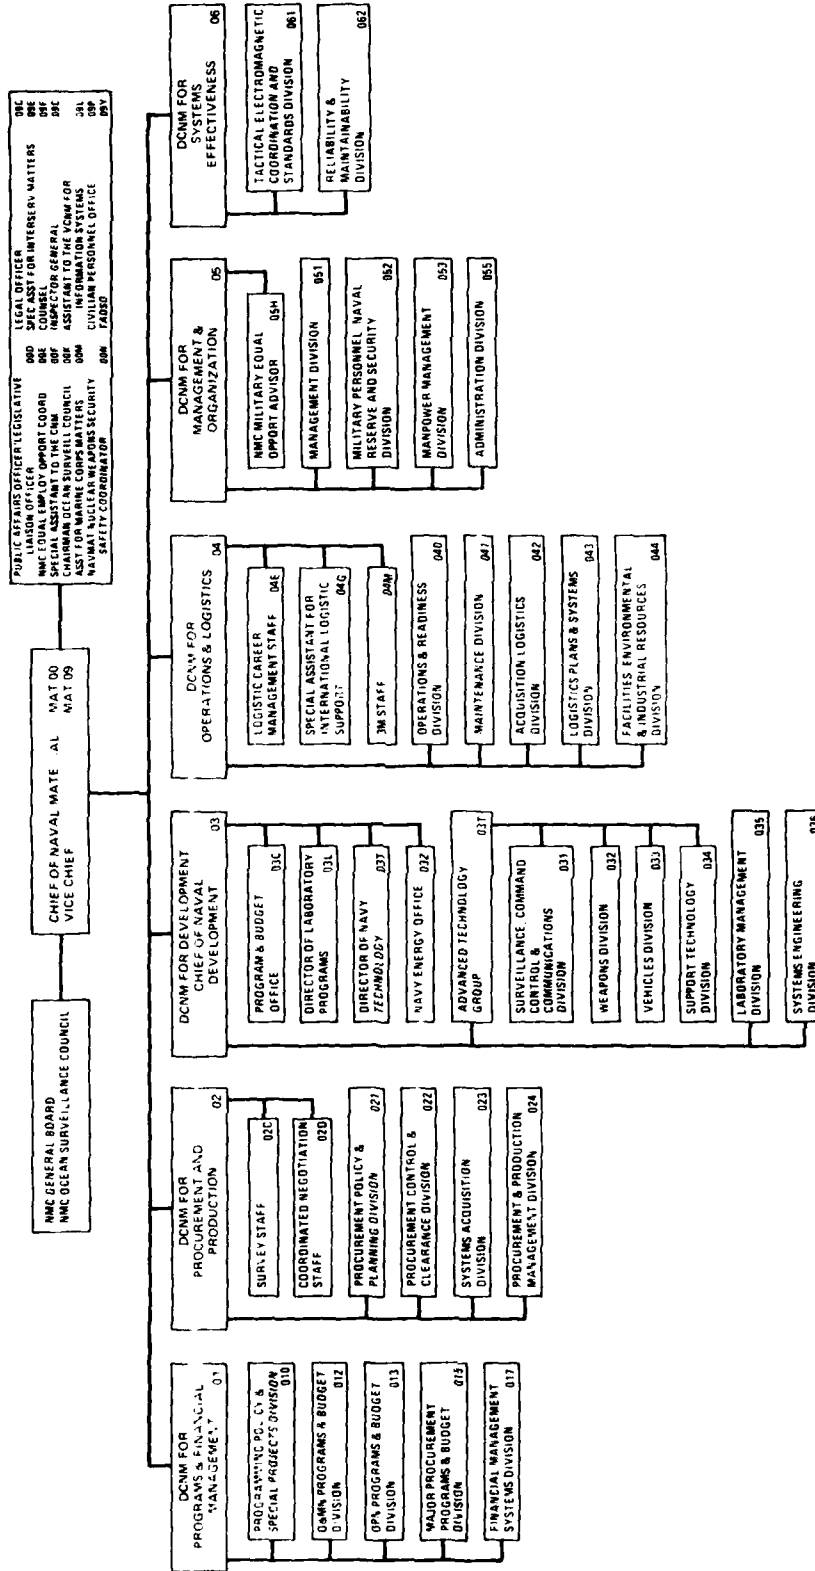 NMC GENERAL BOARD
NMC OCEAN SURVEILLANCE COUNCIL
CHIEF OF NAVAL MATE AL MAT 00
VICE CHIEF MAT 09
PUBLIC AFFAIRS OFFICER/LEGISLATIVE
LIAISON OFFICER 00D
NMC EQUAL EMPLOY OPPORT COORD 00E
SPECIAL ASSISTANT TO THE CNM 00F
CHAIRMAN OCEAN SURVEILL COUNCIL 00K
ASST FOR MARINE CORPS MATTERS 00M
NAVMAT NUCLEAR WEAPONS SECURITY
SAFETY COORDINATOR 00N
LEGAL OFFICER 09C
SPEC ASST FOR INTERSERV MATTERS 09E
COUNSEL 09F
INSPECTOR GENERAL 09G
ASSISTANT TO THE VCNM FOR
INFORMATION SYSTEMS 09L
CIVILIAN PERSONNEL OFFICE 09P
FADSO 09Y
DCNM FOR
PROGRAMS & FINANCIAL
MANAGEMENT 01
PROGRAMMING POLICY &
SPECIAL PROJECTS DIVISION
010
O&MN PROGRAMS & BUDGET
DIVISION 012
OPN PROGRAMS & BUDGET
DIVISION 013
MAJOR PROCUREMENT
PROGRAMS & BUDGET
DIVISION 015
FINANCIAL MANAGEMENT
SYSTEMS DIVISION 017
DCNM FOR
PROCUREMENT AND
PRODUCTION 02
SURVEY STAFF
02C
COORDINATED NEGOTIATION
STAFF 02D
PROCUREMENT POLICY &
PLANNING DIVISION 021
PROCUREMENT CONTROL &
CLEARANCE DIVISION 022
SYSTEMS ACQUISITION
DIVISION 023
PROCUREMENT & PRODUCTION
MANAGEMENT DIVISION 024
DCNM FOR DEVELOPMENT
CHIEF OF NAVAL
DEVELOPMENT 03
PROGRAM & BUDGET
OFFICE 03C
DIRECTOR OF LABORATORY
PROGRAMS 03L
DIRECTOR OF NAVY
TECHNOLOGY 03T
NAVY ENERGY OFFICE
03Z
ADVANCED TECHNOLOGY
GROUP 03T
SURVEILLANCE, COMMAND
CONTROL &
COMMUNICATIONS
DIVISION 031
WEAPONS DIVISION
032
VEHICLES DIVISION
033
SUPPORT TECHNOLOGY
DIVISION 034
LABORATORY MANAGEMENT
DIVISION 035
SYSTEMS ENGINEERING
DIVISION 036
DCNM FOR
OPERATIONS & LOGISTICS
04
LOGISTIC CAREER
MANAGEMENT STAFF
04E
SPECIAL ASSISTANT FOR
INTERNATIONAL LOGISTIC
SUPPORT 04G
3M STAFF
04M
OPERATIONS & READINESS
DIVISION 040
MAINTENANCE DIVISION
041
ACQUISITION LOGISTICS
DIVISION 042
LOGISTICS PLANS & SYSTEMS
DIVISION 043
FACILITIES ENVIRONMENTAL
& INDUSTRIAL RESOURCES
DIVISION 044
DCNM FOR
MANAGEMENT &
ORGANIZATION 05
NMC MILITARY EQUAL
OPPORT ADVISOR
05H
MANAGEMENT DIVISION
051
MILITARY PERSONNEL NAVAL
RESERVE AND SECURITY
DIVISION 052
MANPOWER MANAGEMENT
DIVISION 053
ADMINISTRATION DIVISION
055
DCNM FOR
SYSTEMS
EFFECTIVENESS 06
TACTICAL ELECTROMAGNETIC
COORDINATION AND
STANDARDS DIVISION 061
RELIABILITY &
MAINTAINABILITY
DIVISION 062